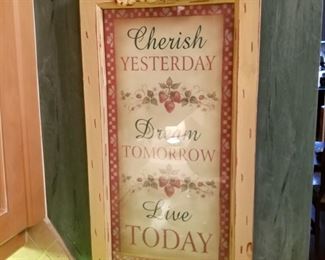 Cherish
YESTERDAY
Dream
TOMORROW
Live
TODAY